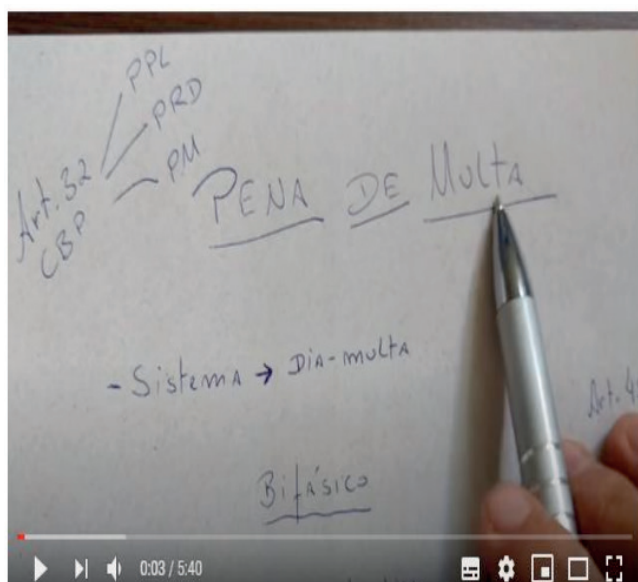 PPL
PRD
PM
Art. 32
CBP
PENA DE MULTA
- Sistema → DIA-MULTA
Art. 4
BifÁSICO
0:03 / 5:40